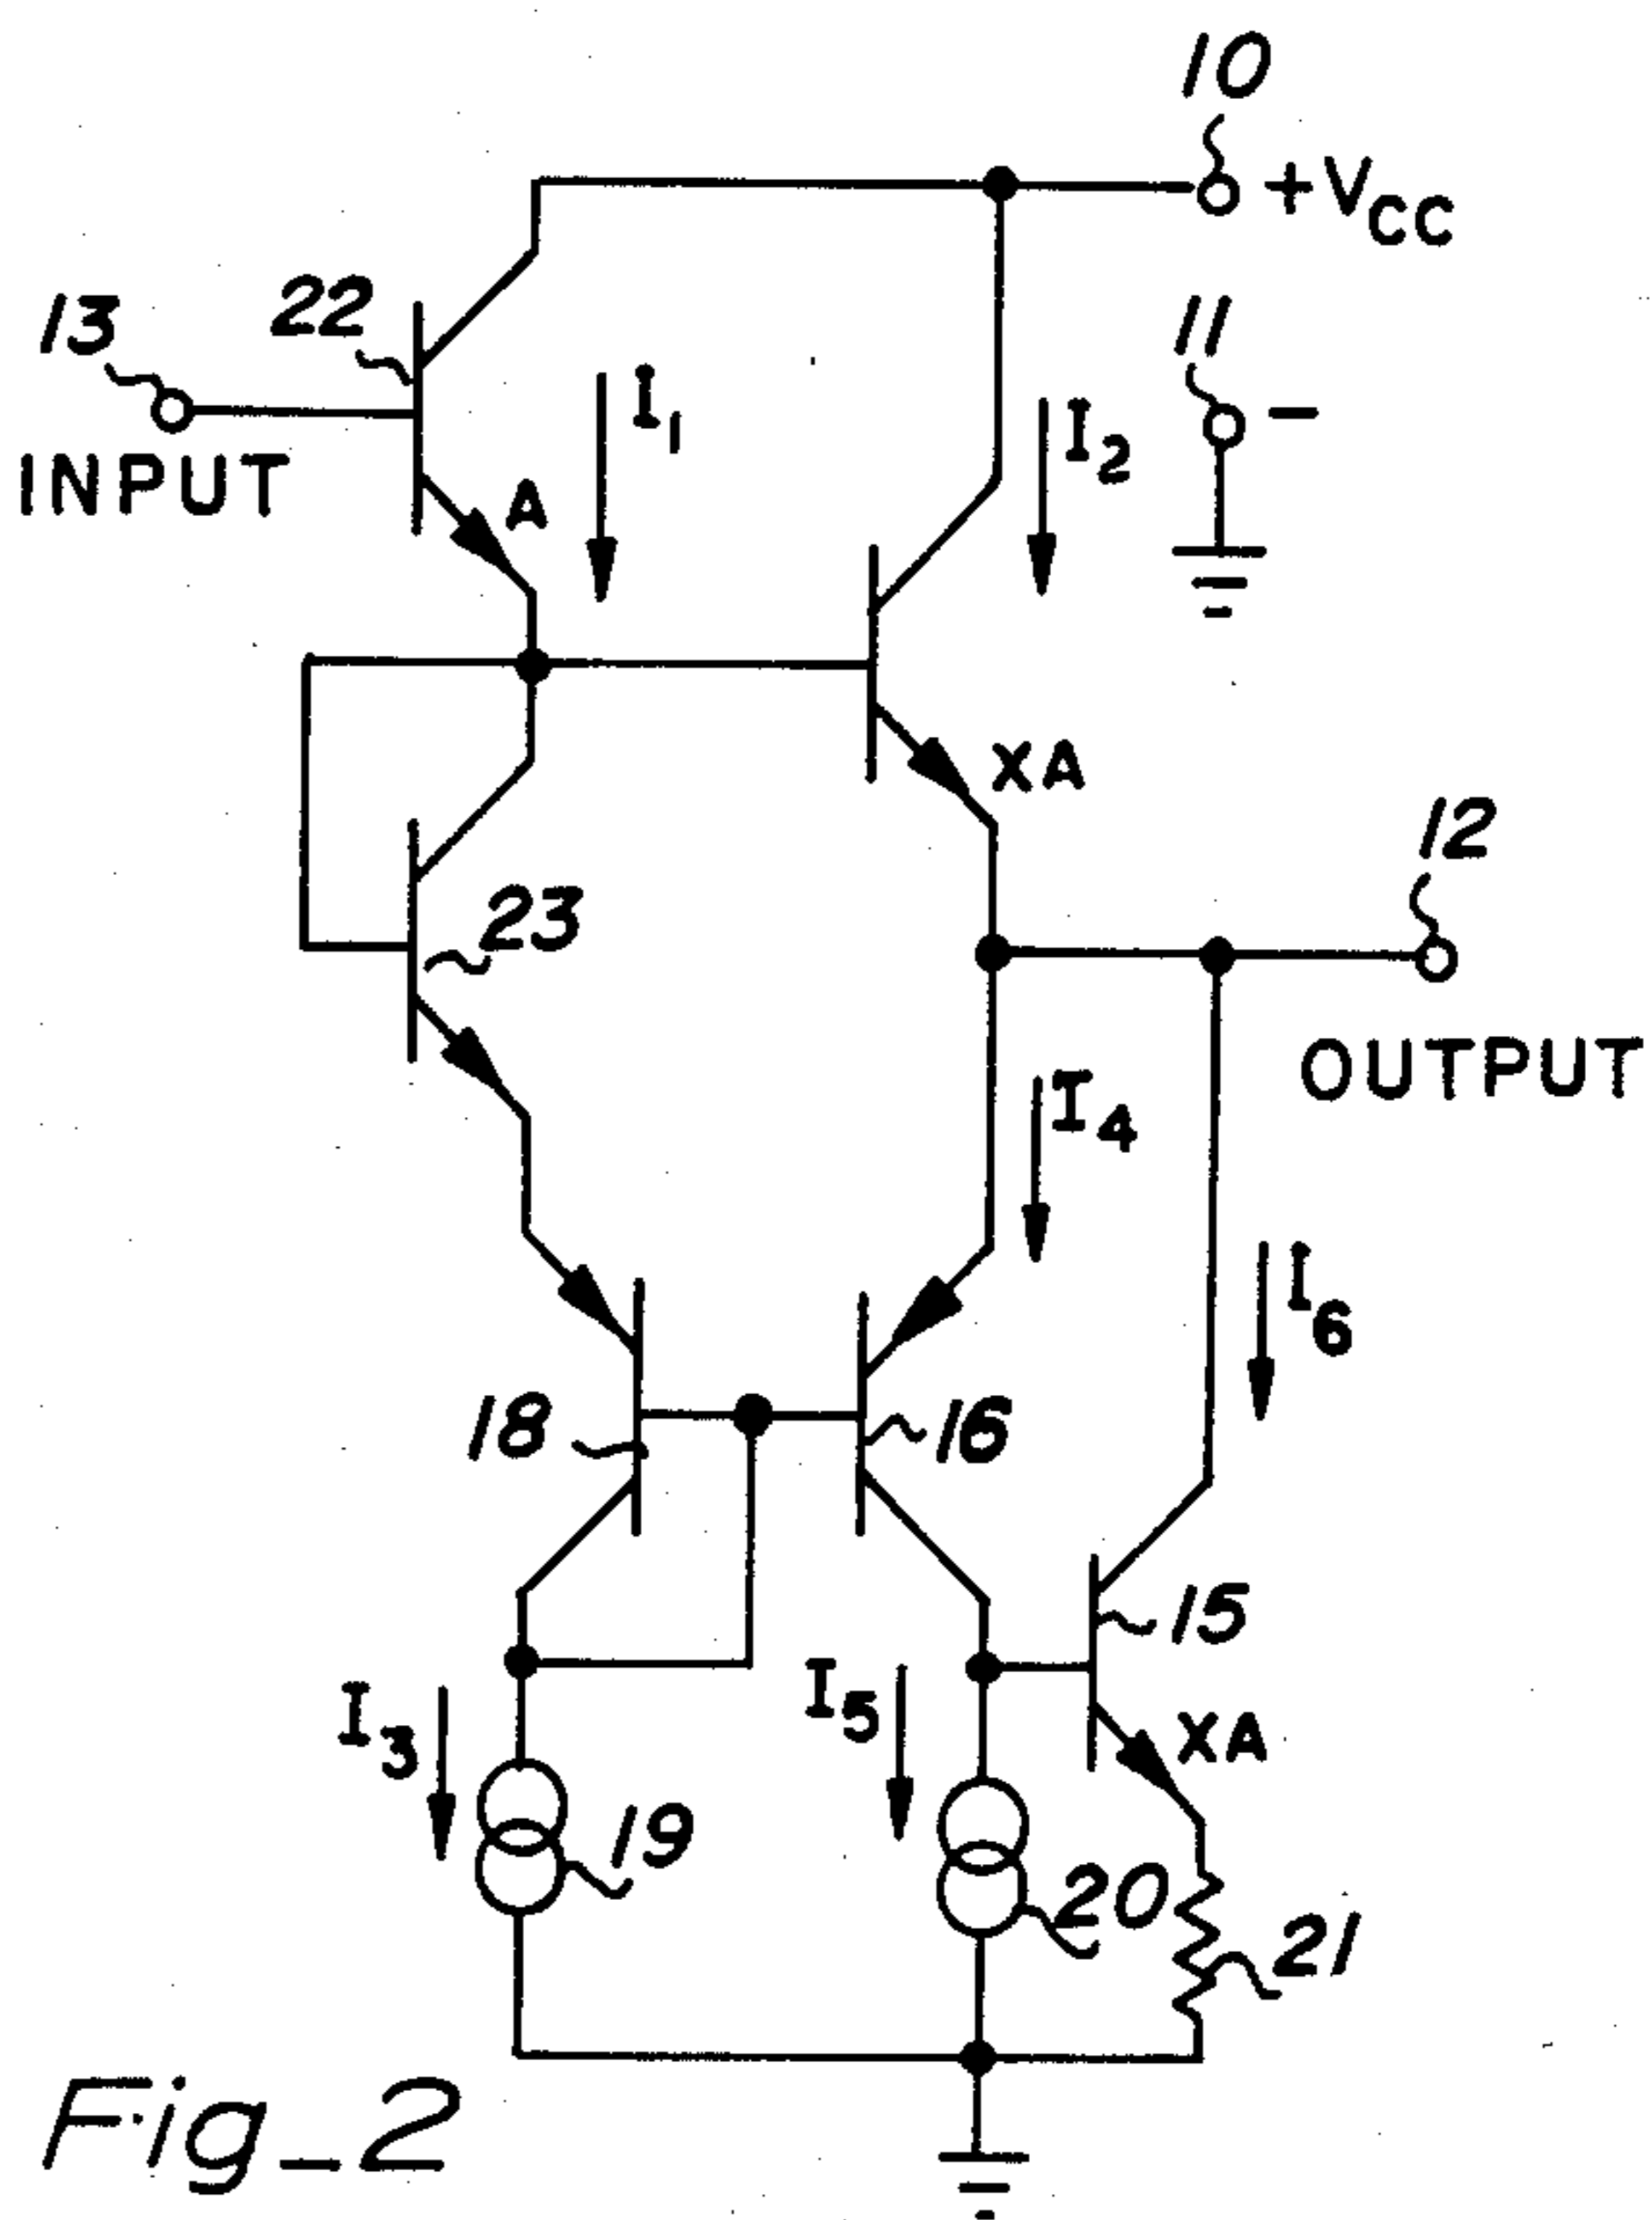 10
+VCC
13
22
11
I1
I2
–
INPUT
A
XA
12
23
OUTPUT
I4
I6
18
16
15
I3
I5
XA
19
20
21
Fig_2